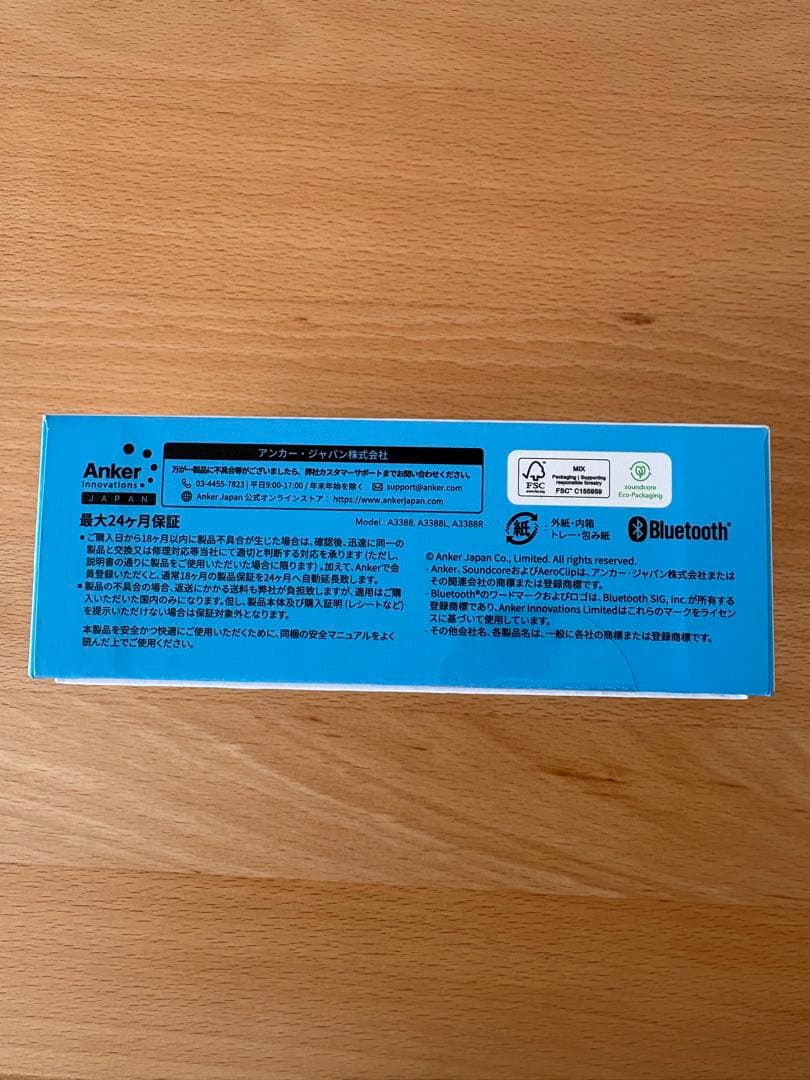 Anker
Innovations
JAPAN
アンカー・ジャパン株式会社
万が一製品に不具合等がございましたら、弊社カスタマーサポートまでお問い合わせください。
03-4455-7823 | 平日9:00-17:00 / 年末年始を除く support@anker.com
Anker Japan 公式オンラインストア： https://www.ankerjapan.com
最大24ヶ月保証
Model : A3388, A3388L, A3388R
■ ご購入日から18ヶ月以内に製品不具合が生じた場合は、確認後、迅速に同一の
製品と交換又は修理対応等当社にて適切と判断する対応を承ります (ただし、
説明書の通りに製品をご使用いただいた場合に限ります)。加えて、Ankerで会
員登録いただくと、通常18ヶ月の製品保証を24ヶ月へ自動延長致します。
■ 製品の不具合の場合、返送にかかる送料も弊社が負担致しますが、適用はご購
入いただいた国内のみになります。但し、製品本体及び購入証明 (レシートなど)
を提示いただけない場合は保証対象外となります。
本製品を安全かつ快適にご使用いただくために、同梱の安全マニュアルをよく
読んだ上でご使用ください。
FSC
www.fsc.org
MIX
Packaging | Supporting
responsible forestry
FSC™ C156959
soundcore
Eco-Packaging
紙
: 外紙・内箱
トレー・包み紙
Bluetooth®
© Anker Japan Co., Limited. All rights reserved.
- Anker、SoundcoreおよびAeroClipは、アンカー・ジャパン株式会社または
その関連会社の商標または登録商標です。
- Bluetooth®のワードマークおよびロゴは、Bluetooth SIG, Inc.が所有する
登録商標であり、Anker Innovations Limitedはこれらのマークをライセン
スに基づいて使用しています。
- その他会社名、各製品名は、一般に各社の商標または登録商標です。